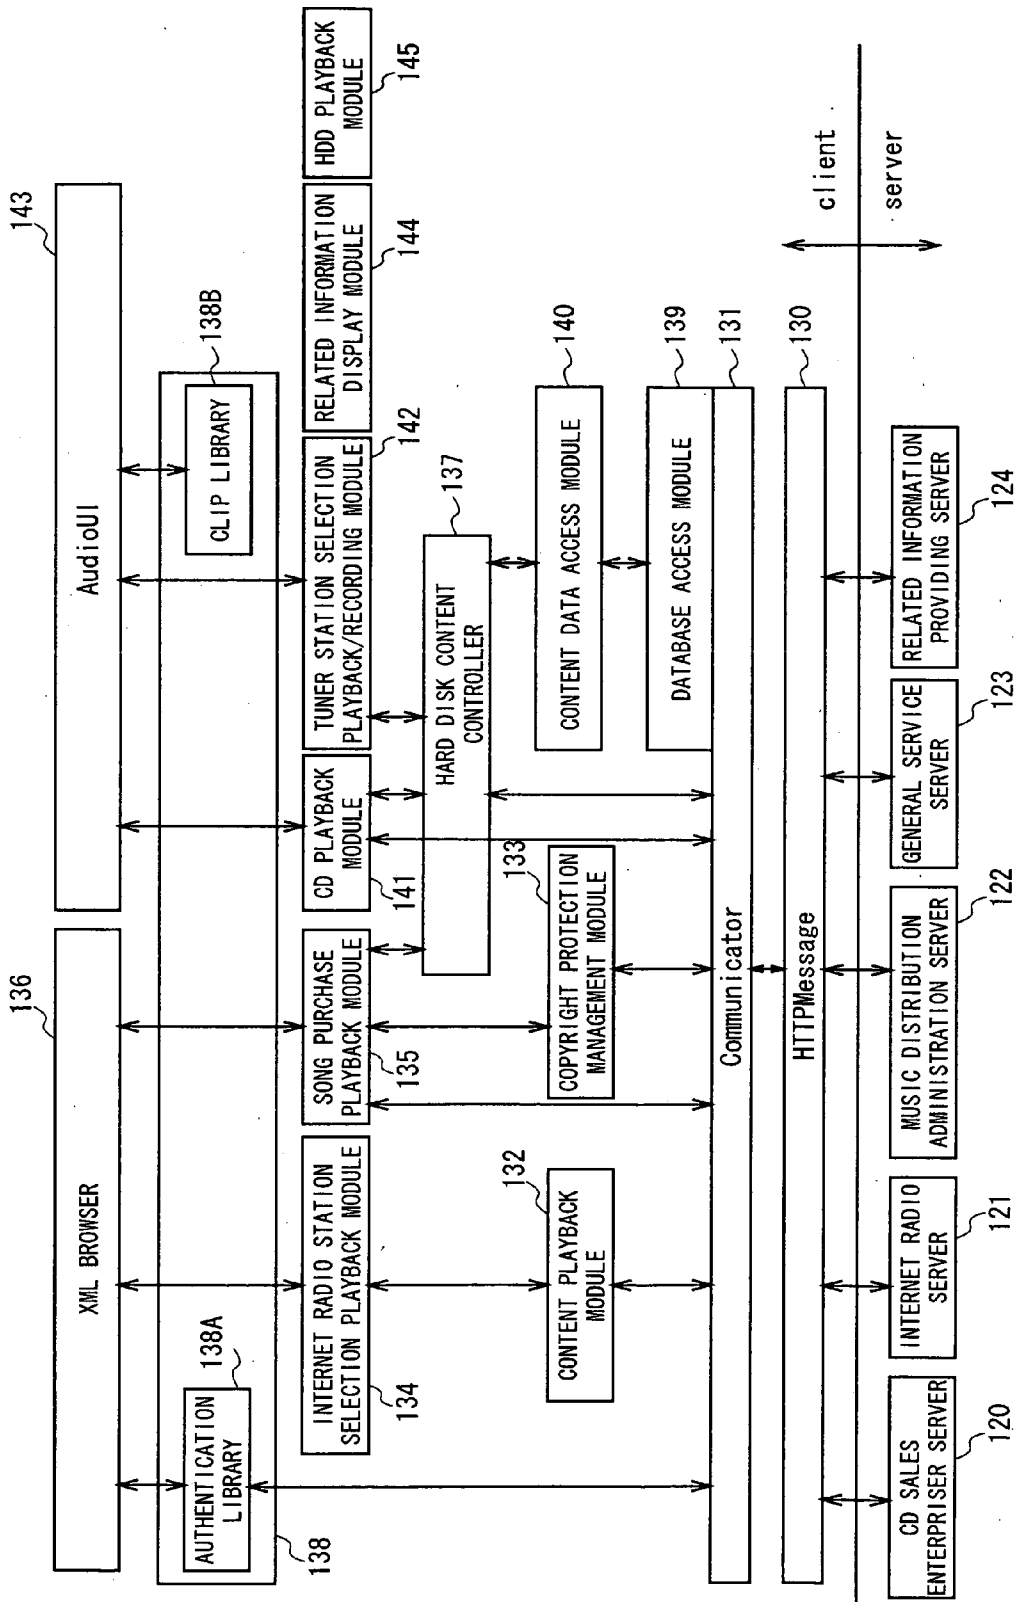 136
143
XML BROWSER
AudioUI
138A
138B
AUTHENTICATION
LIBRARY
CLIP LIBRARY
138
INTERNET RADIO STATION
SELECTION PLAYBACK MODULE
134
SONG PURCHASE
PLAYBACK MODULE
135
CD PLAYBACK
MODULE
141
TUNER STATION SELECTION
PLAYBACK/RECORDING MODULE
142
RELATED INFORMATION
DISPLAY MODULE
144
HDD PLAYBACK
MODULE
145
HARD DISK CONTENT
CONTROLLER
137
132
CONTENT PLAYBACK
MODULE
133
COPYRIGHT PROTECTION
MANAGEMENT MODULE
CONTENT DATA ACCESS MODULE
140
DATABASE ACCESS MODULE
139
Communicator
131
HTTPMessage
130
client
server
CD SALES
ENTERPRISER SERVER
120
INTERNET RADIO
SERVER
121
MUSIC DISTRIBUTION
ADMINISTRATION SERVER
122
GENERAL SERVICE
SERVER
123
RELATED INFORMATION
PROVIDING SERVER
124